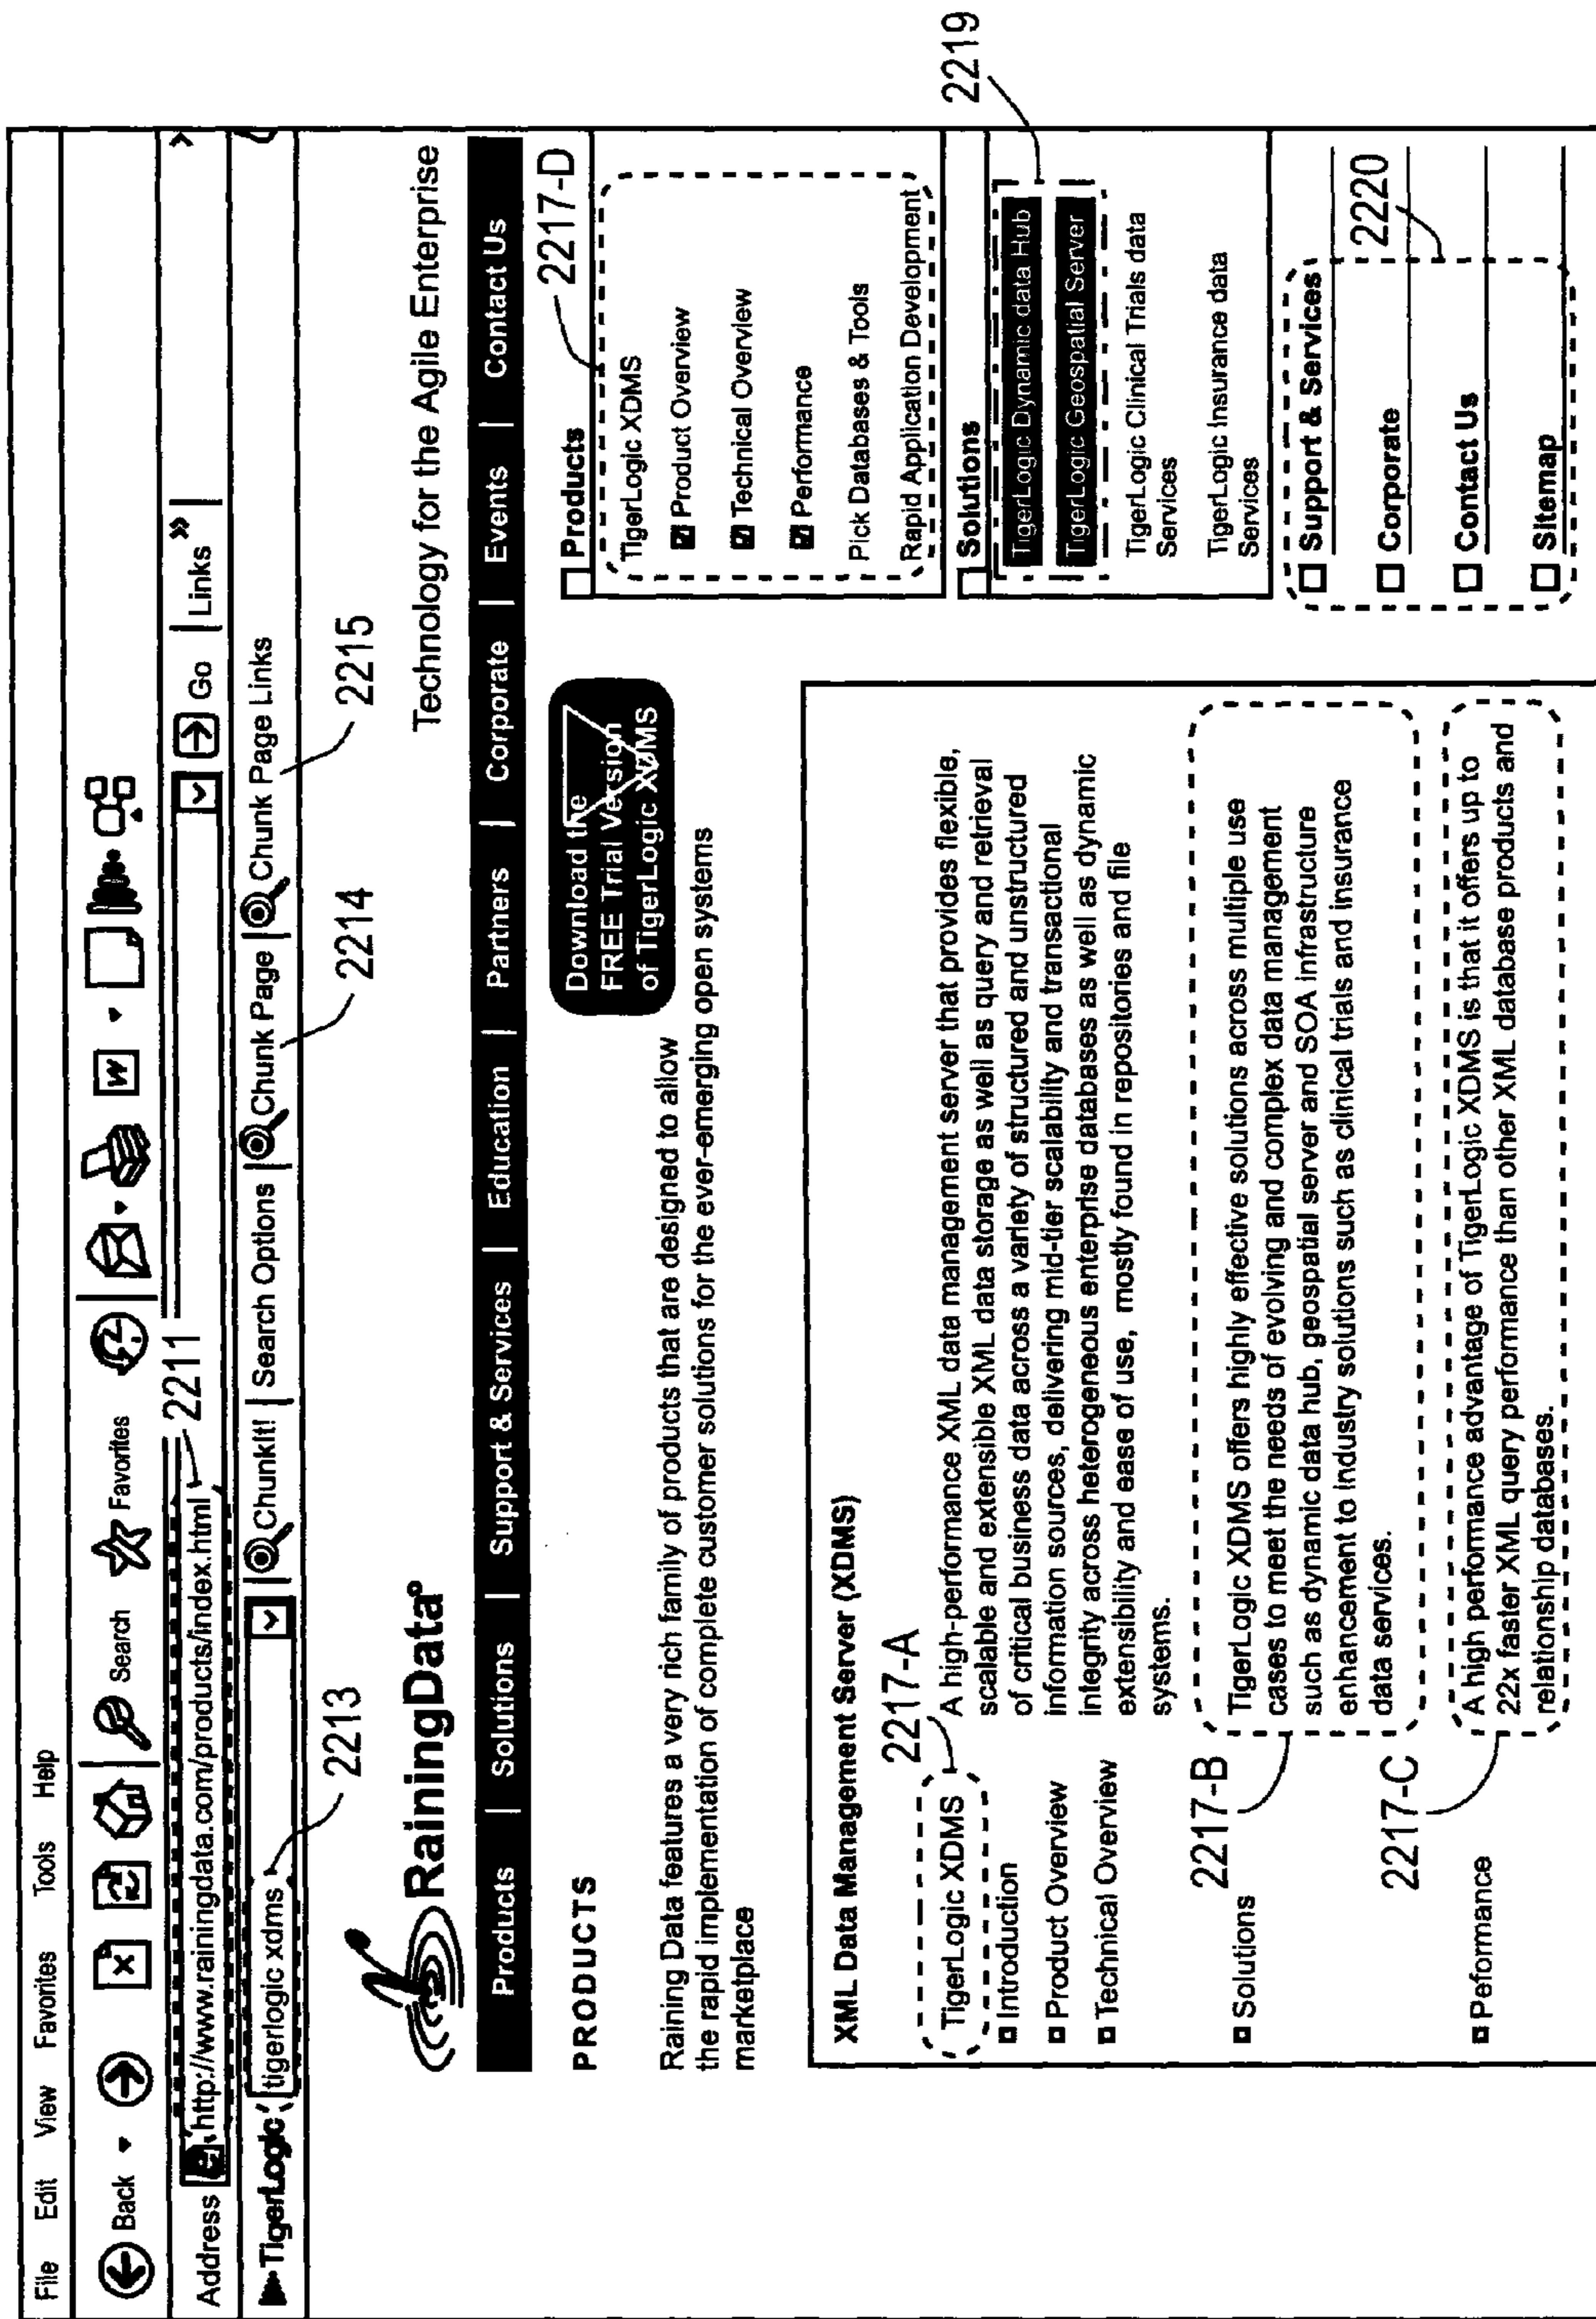 File Edit View Favorites Tools Help
Back Search Favorites W
Address http://www.rainingdata.com/products/index.html 2211 Go Links »
TigerLogic tigerlogic xdms ChunkIt! Search Options Chunk Page Chunk Page Links
2213 2214 2215
RainingData
Technology for the Agile Enterprise
Products | Solutions | Support & Services | Education | Partners | Corporate | Events | Contact Us
PRODUCTS
Raining Data features a very rich family of products that are designed to allow
the rapid implementation of complete customer solutions for the ever-emerging open systems
marketplace
Download the
FREE Trial Version
of TigerLogic XDMS
2217-D
Products
TigerLogic XDMS
Product Overview
Technical Overview
Performance
Pick Databases & Tools
Rapid Application Development
Solutions
2219
TigerLogic Dynamic data Hub
TigerLogic Geospatial Server
TigerLogic Clinical Trials data
Services
TigerLogic Insurance data
Services
2220
Support & Services
Corporate
Contact Us
Sitemap
XML Data Management Server (XDMS)
2217-A
TigerLogic XDMS
Introduction
Product Overview
Technical Overview
A high-performance XML data management server that provides flexible,
scalable and extensible XML data storage as well as query and retrieval
of critical business data across a variety of structured and unstructured
information sources, delivering mid-tier scalability and transactional
integrity across heterogeneous enterprise databases as well as dynamic
extensibility and ease of use, mostly found in repositories and file
systems.
2217-B
Solutions
TigerLogic XDMS offers highly effective solutions across multiple use
cases to meet the needs of evolving and complex data management
such as dynamic data hub, geospatial server and SOA infrastructure
enhancement to industry solutions such as clinical trials and insurance
data services.
2217-C
Peformance
A high performance advantage of TigerLogic XDMS is that it offers up to
22x faster XML query performance than other XML database products and
relationship databases.